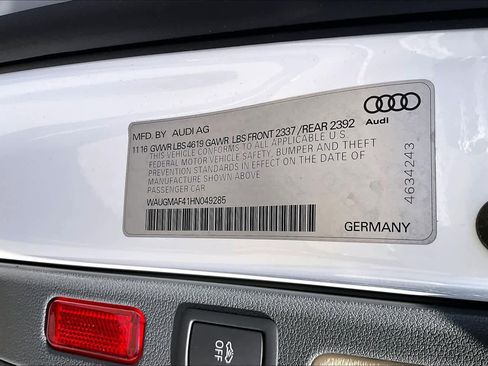 MFD. BY AUDI AG
Audi
11 16 GVWR LBS 4619 GAWR LBS FRONT 2337 / REAR 2392
THIS VEHICLE CONFORMS TO ALL APPLICABLE U.S.
FEDERAL MOTOR VEHICLE SAFETY, BUMPER AND THEFT
PREVENTION STANDARDS IN EFFECT ON THE DATE OF
MANUFACTURE SHOWN ABOVE
PASSENGER CAR
WAUGMAF41HN049285
GERMANY
4634243
OFF